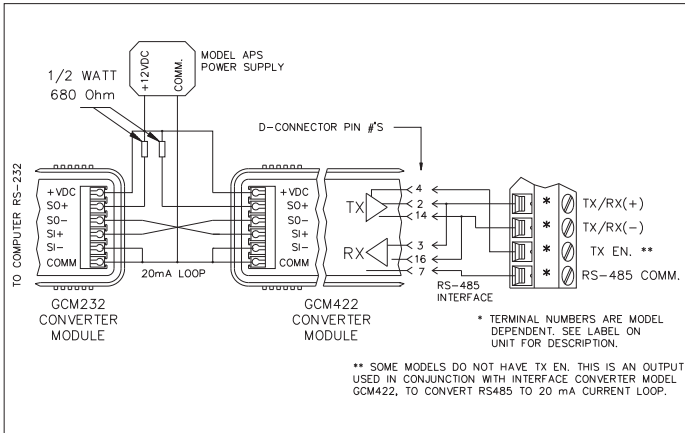 MODEL APS
POWER SUPPLY
+12VDC
COMM.
1/2 WATT
680 Ohm
D-CONNECTOR PIN #'S
TO COMPUTER RS-232
+VDC
SO+
SO-
SI+
SI-
COMM
20mA LOOP
+VDC
SO+
SO-
SI+
SI-
COMM
TX
RX
4
2
14
3
16
7
RS-485
INTERFACE
* TX/RX(+)
* TX/RX(-)
* TX EN. **
* RS-485 COMM.
GCM232
CONVERTER
MODULE
GCM422
CONVERTER
MODULE
* TERMINAL NUMBERS ARE MODEL
DEPENDENT. SEE LABEL ON
UNIT FOR DESCRIPTION.
** SOME MODELS DO NOT HAVE TX EN. THIS IS AN OUTPUT
USED IN CONJUNCTION WITH INTERFACE CONVERTER MODEL
GCM422, TO CONVERT RS485 TO 20 mA CURRENT LOOP.